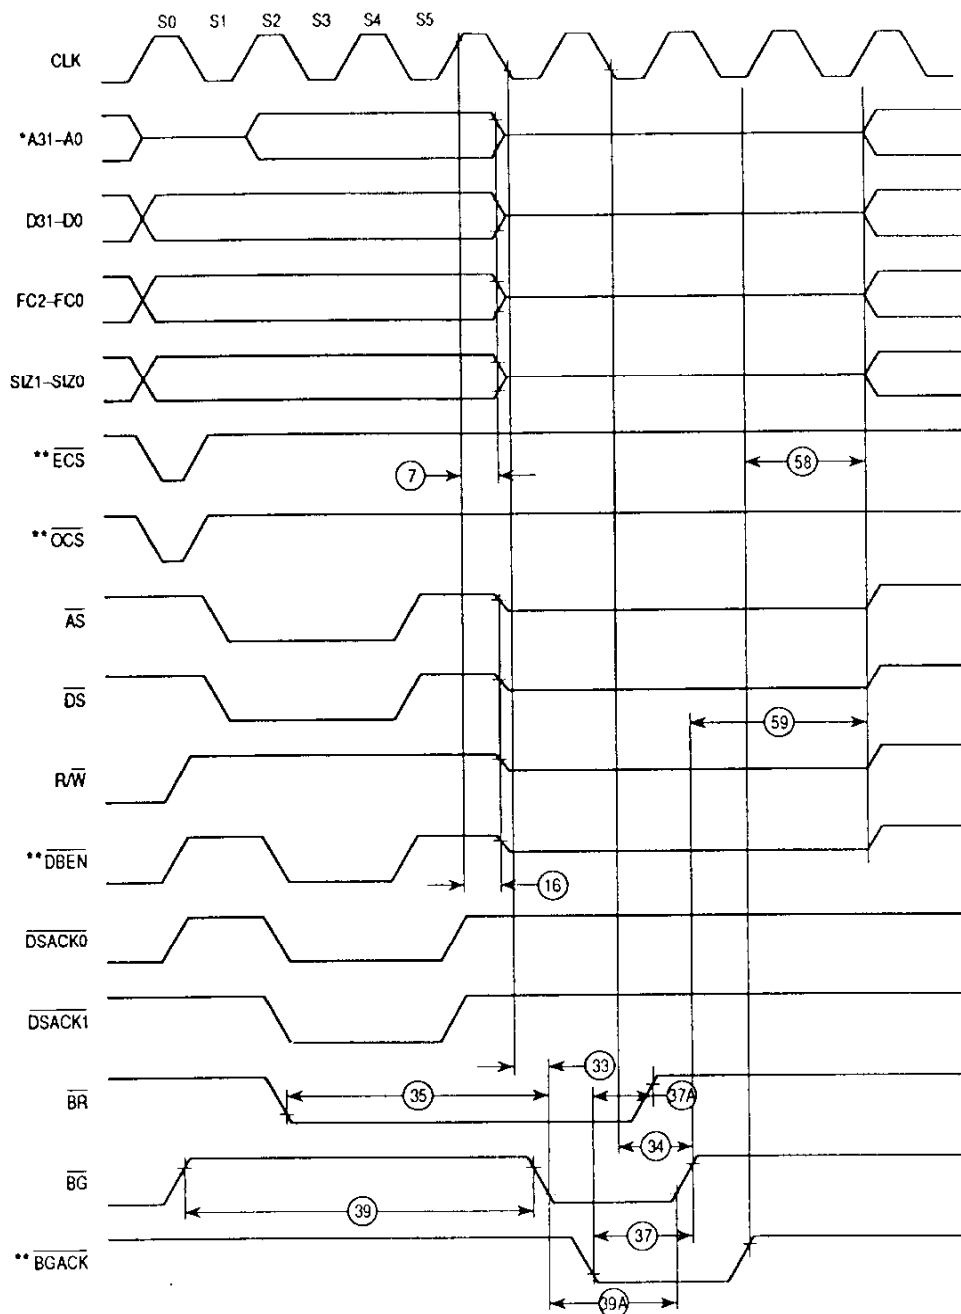 S0 S1 S2 S3 S4 S5
CLK
*A31–A0
D31–D0
FC2–FC0
SIZ1–SIZ0
**ECS
7
58
**OCS
AS
DS
59
R/W
**DBEN
16
DSACK0
DSACK1
33
BR
35
37A
34
BG
39
37
**BGACK
39A